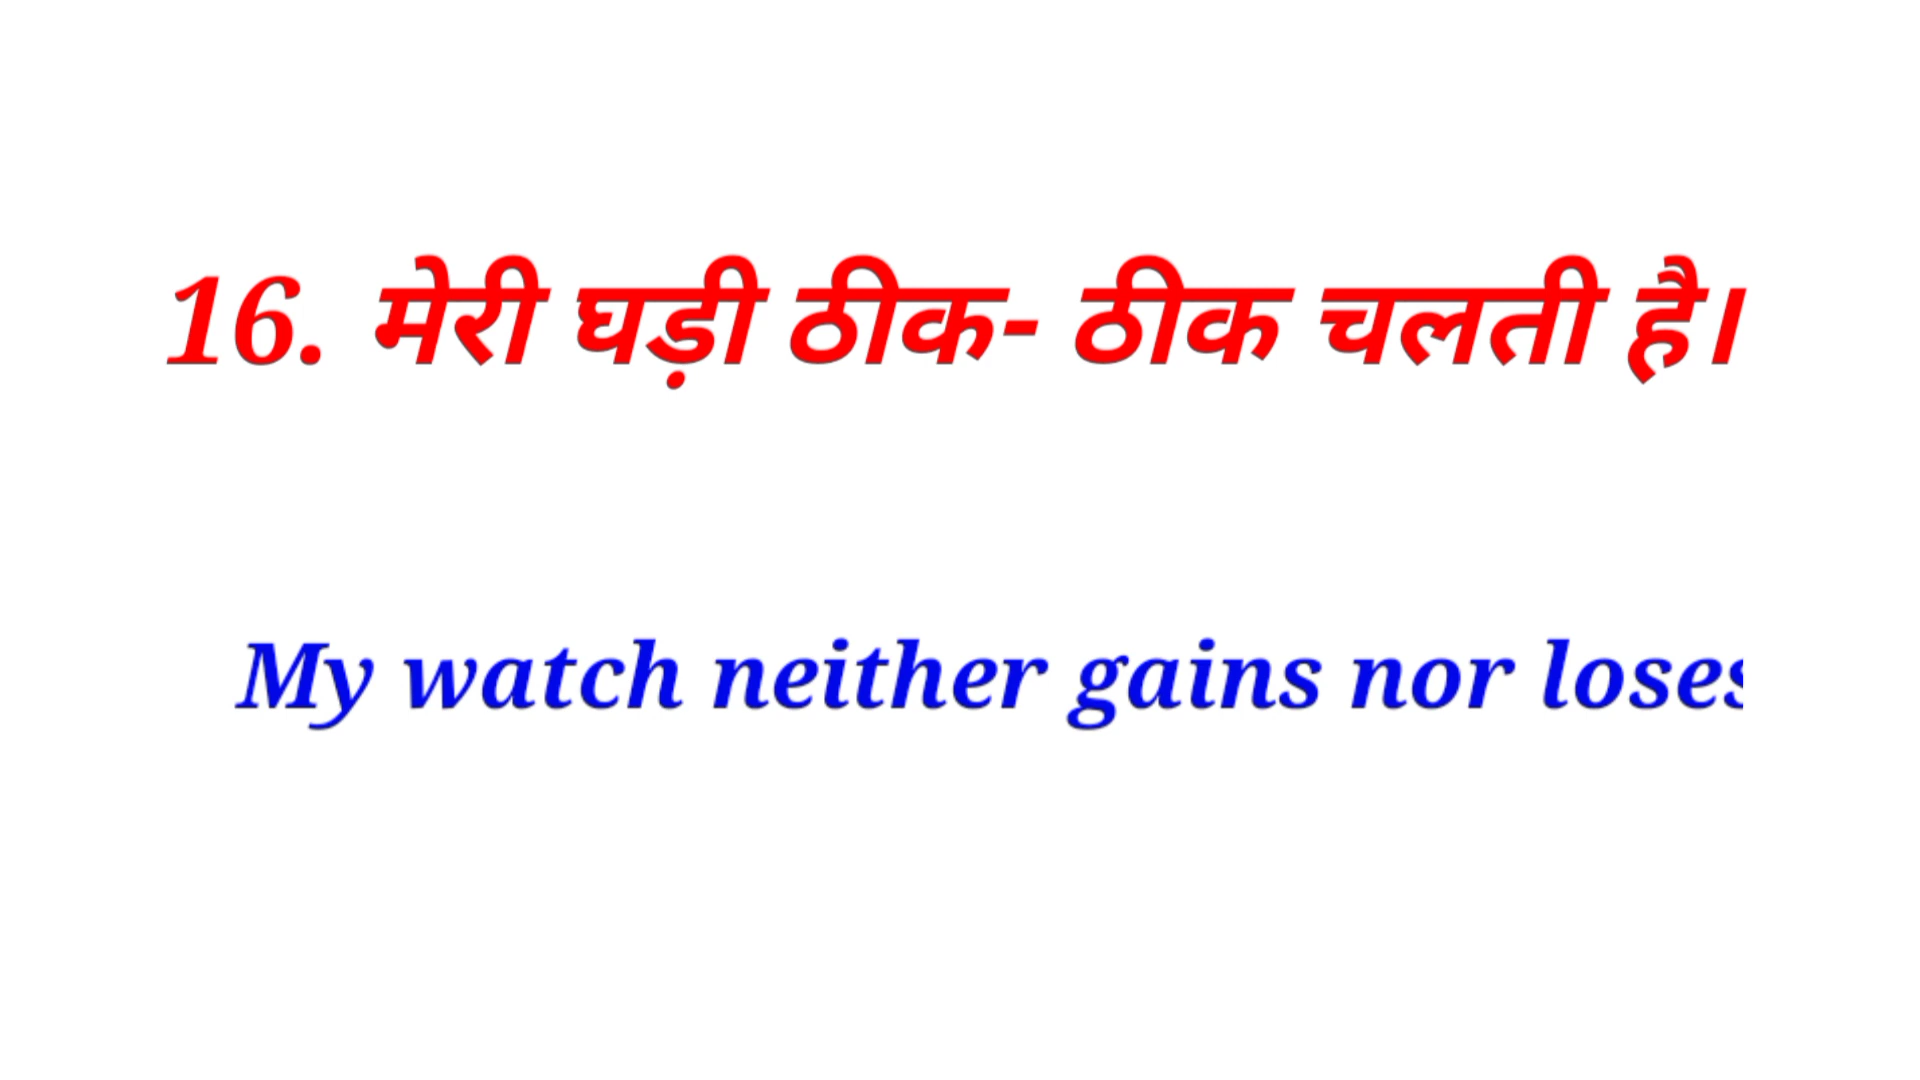 16. मेरी घड़ी ठीक- ठीक चलती है।
My watch neither gains nor loses